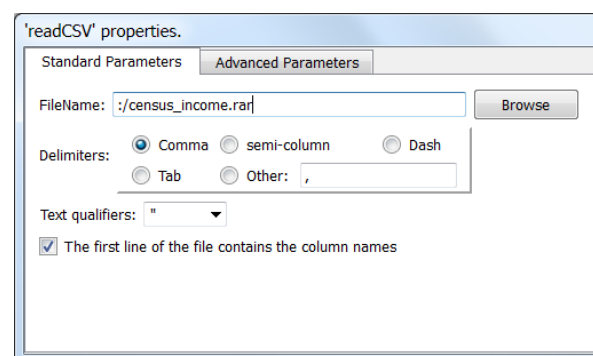 'readCSV' properties.
Standard Parameters Advanced Parameters
FileName: :/census_income.rar Browse
Delimiters: Comma semi-column Dash
Tab Other: ,
Text qualifiers: "
The first line of the file contains the column names